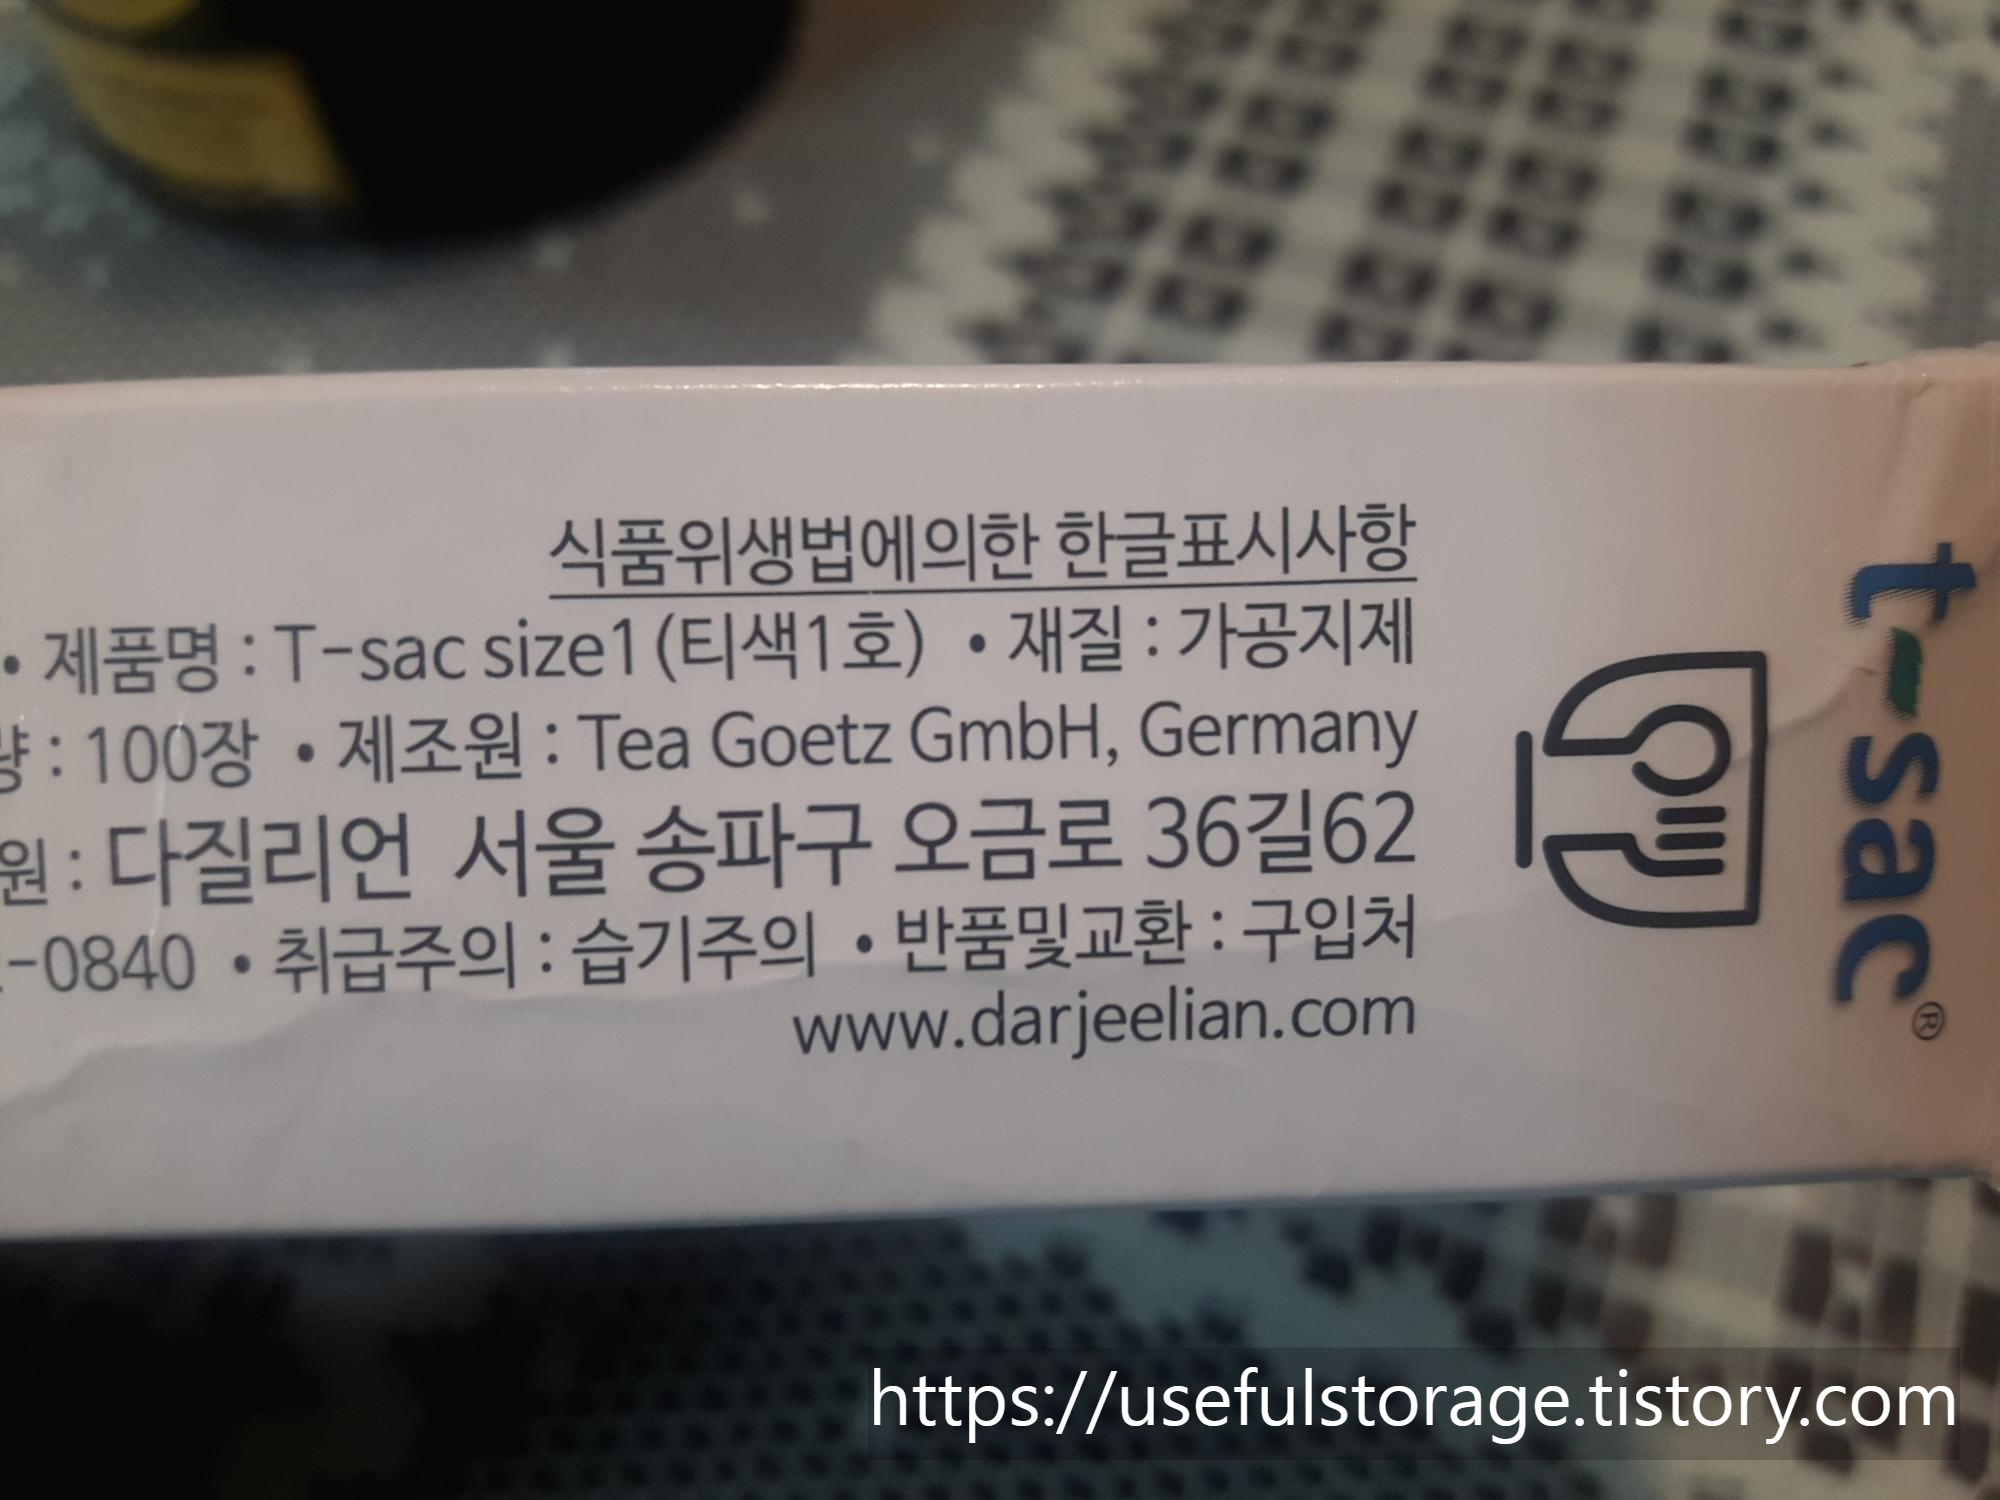 식품위생법에의한 한글표시사항
• 제품명 : T-sac size1 (티색1호) • 재질 : 가공지제
량 : 100장 • 제조원 : Tea Goetz GmbH, Germany
원 : 다질리언 서울 송파구 오금로 36길62
-0840 • 취급주의 : 습기주의 • 반품및교환 : 구입처
www.darjeelian.com
t-sac®
https://usefulstorage.tistory.com